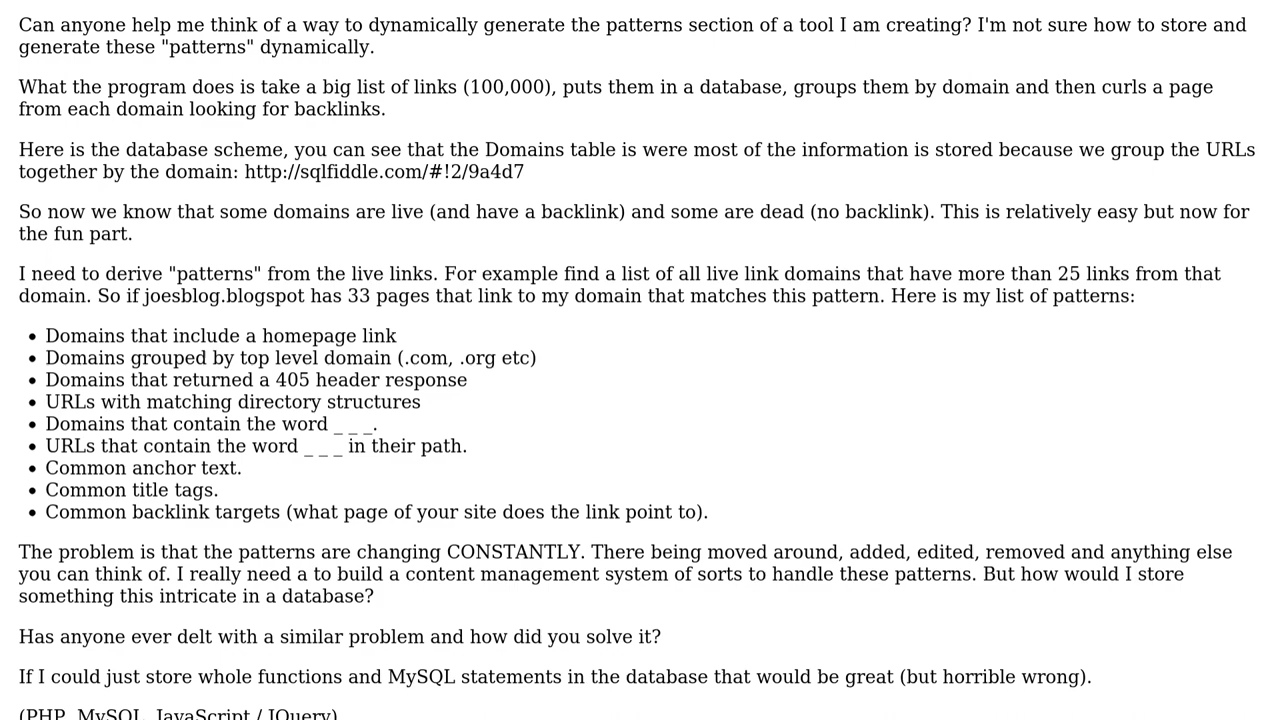 Can anyone help me think of a way to dynamically generate the patterns section of a tool I am creating? I'm not sure how to store and
generate these "patterns" dynamically.
What the program does is take a big list of links (100,000), puts them in a database, groups them by domain and then curls a page
from each domain looking for backlinks.
Here is the database scheme, you can see that the Domains table is were most of the information is stored because we group the URLs
together by the domain: http://sqlfiddle.com/#!2/9a4d7
So now we know that some domains are live (and have a backlink) and some are dead (no backlink). This is relatively easy but now for
the fun part.
I need to derive "patterns" from the live links. For example find a list of all live link domains that have more than 25 links from that
domain. So if joesblog.blogspot has 33 pages that link to my domain that matches this pattern. Here is my list of patterns:
• Domains that include a homepage link
• Domains grouped by top level domain (.com, .org etc)
• Domains that returned a 405 header response
• URLs with matching directory structures
• Domains that contain the word _ _ _.
• URLs that contain the word _ _ _ in their path.
• Common anchor text.
• Common title tags.
• Common backlink targets (what page of your site does the link point to).
The problem is that the patterns are changing CONSTANTLY. There being moved around, added, edited, removed and anything else
you can think of. I really need a to build a content management system of sorts to handle these patterns. But how would I store
something this intricate in a database?
Has anyone ever delt with a similar problem and how did you solve it?
If I could just store whole functions and MySQL statements in the database that would be great (but horrible wrong).
(PHP, MySQL, JavaScript / JQuery)